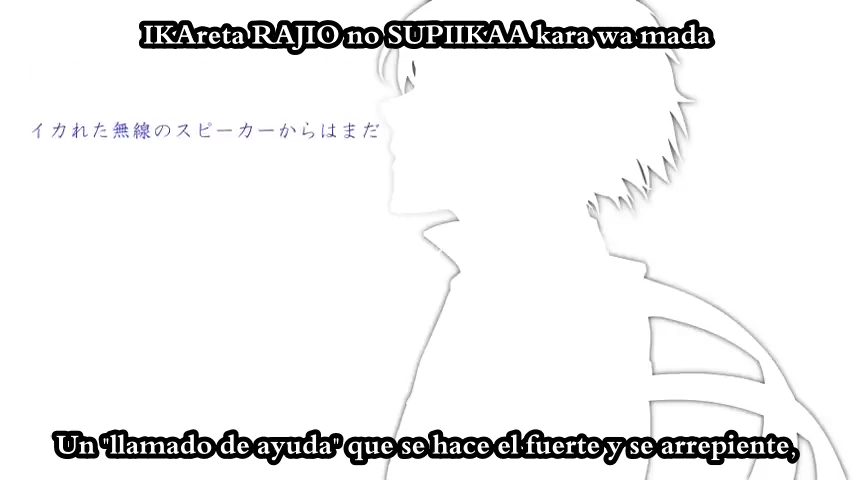 IKAreta RAJIO no SUPIIKAA kara wa mada
イカれた無線のスピーカーからはまだ
Un "llamado de ayuda" que se hace el fuerte y se arrepiente,